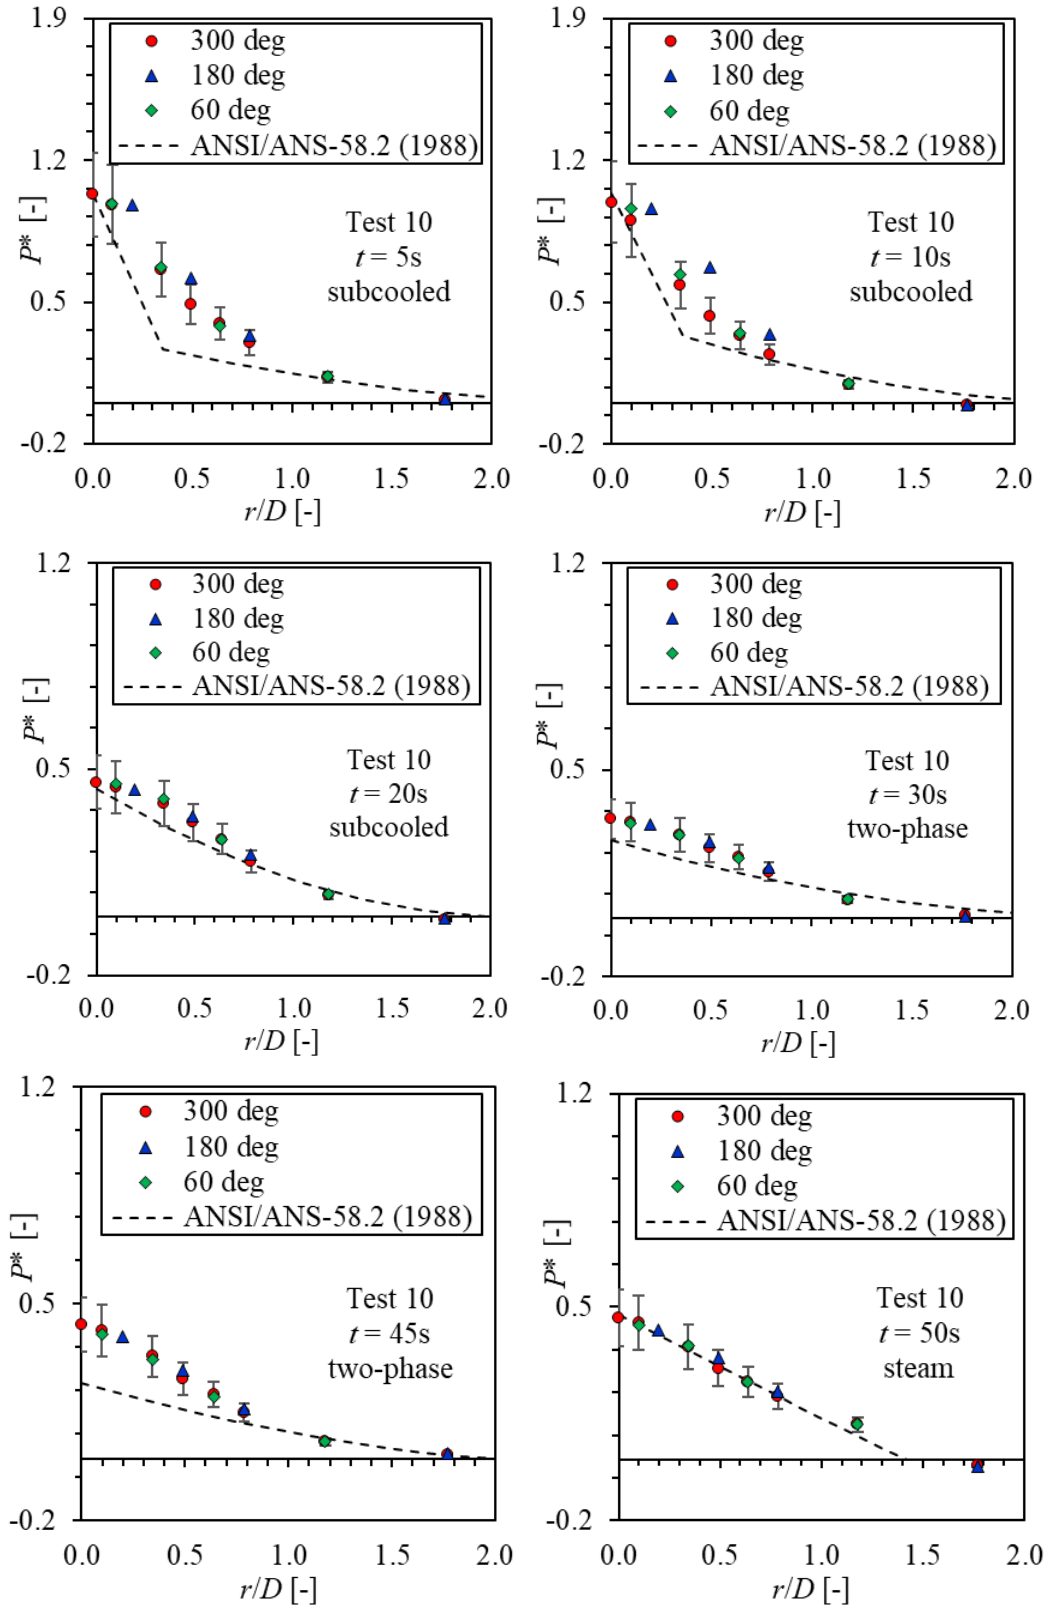 1.9
1.2
0.5
-0.2
P* [-]
300 deg
180 deg
60 deg
ANSI/ANS-58.2 (1988)
Test 10
t = 5s
subcooled
0.0 0.5 1.0 1.5 2.0
r/D [-]
1.9
1.2
0.5
-0.2
P* [-]
300 deg
180 deg
60 deg
ANSI/ANS-58.2 (1988)
Test 10
t = 10s
subcooled
0.0 0.5 1.0 1.5 2.0
r/D [-]
1.2
0.5
-0.2
P* [-]
300 deg
180 deg
60 deg
ANSI/ANS-58.2 (1988)
Test 10
t = 20s
subcooled
0.0 0.5 1.0 1.5 2.0
r/D [-]
1.2
0.5
-0.2
P* [-]
300 deg
180 deg
60 deg
ANSI/ANS-58.2 (1988)
Test 10
t = 30s
two-phase
0.0 0.5 1.0 1.5 2.0
r/D [-]
1.2
0.5
-0.2
P* [-]
300 deg
180 deg
60 deg
ANSI/ANS-58.2 (1988)
Test 10
t = 45s
two-phase
0.0 0.5 1.0 1.5 2.0
r/D [-]
1.2
0.5
-0.2
P* [-]
300 deg
180 deg
60 deg
ANSI/ANS-58.2 (1988)
Test 10
t = 50s
steam
0.0 0.5 1.0 1.5 2.0
r/D [-]